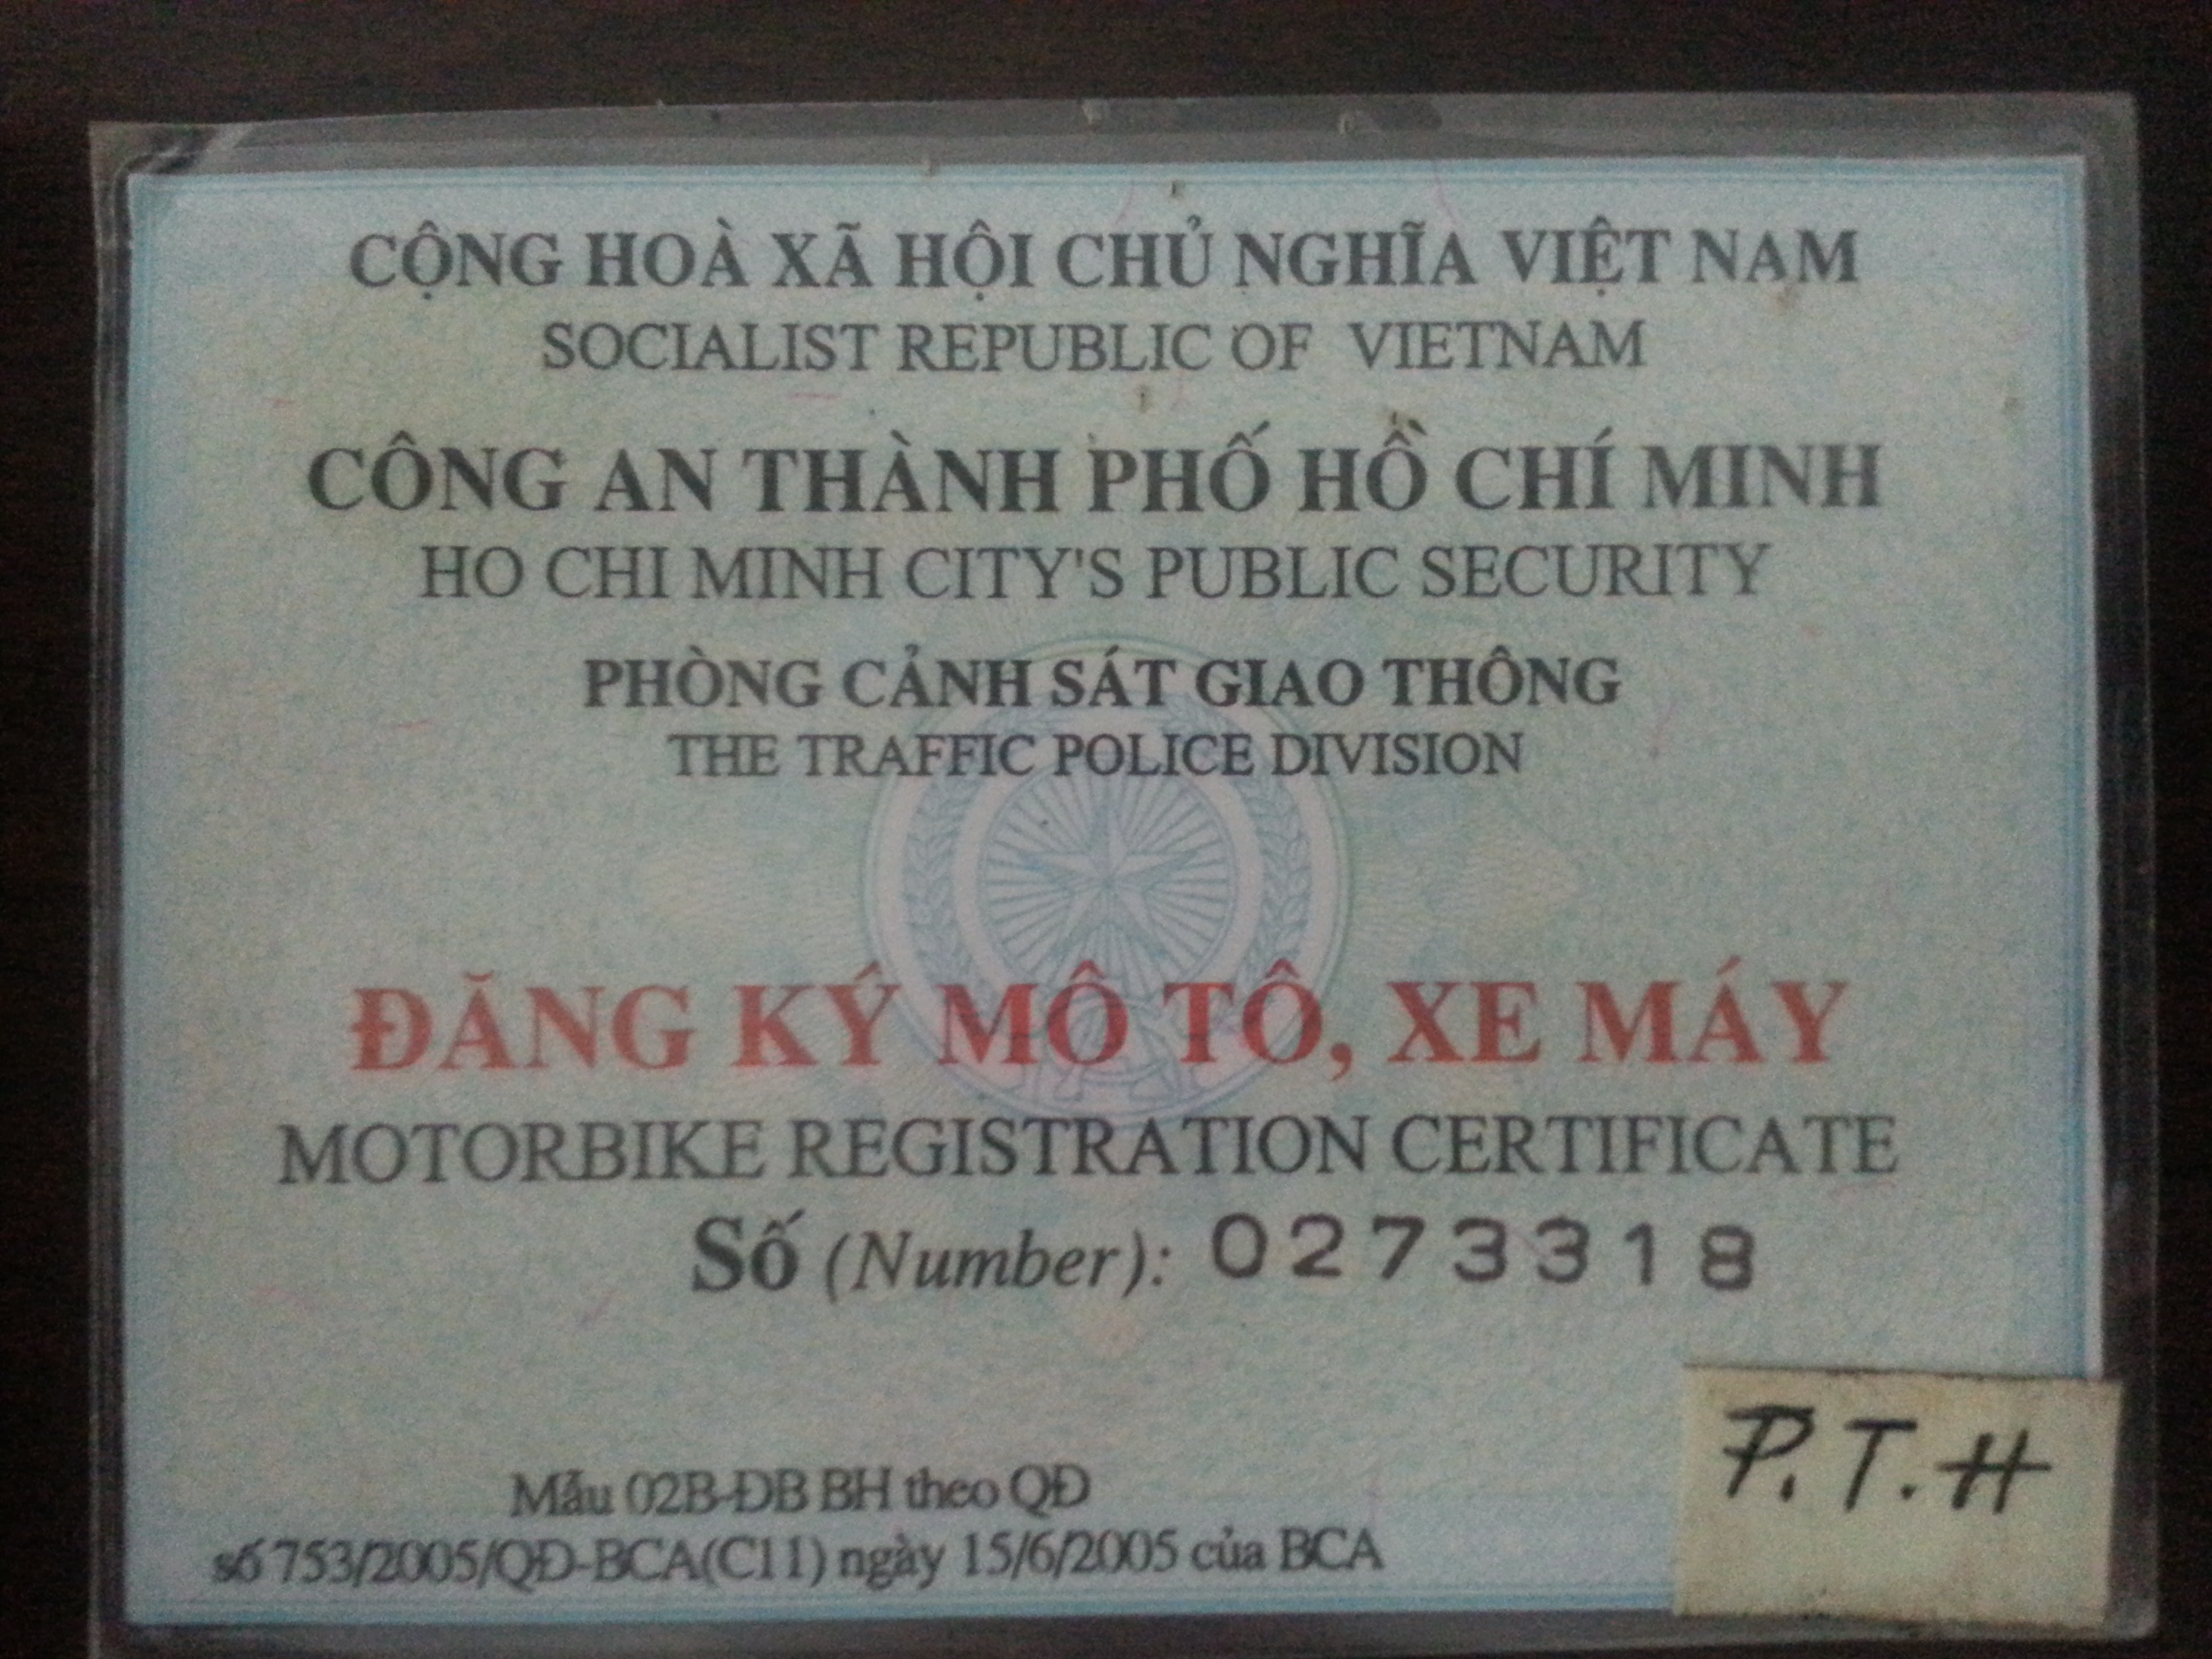 CỘNG HOÀ XÃ HỘI CHỦ NGHĨA VIỆT NAM
SOCIALIST REPUBLIC OF VIETNAM
CÔNG AN THÀNH PHỐ HỒ CHÍ MINH
HO CHI MINH CITY'S PUBLIC SECURITY
PHÒNG CẢNH SÁT GIAO THÔNG
THE TRAFFIC POLICE DIVISION
ĐĂNG KÝ MÔ TÔ, XE MÁY
MOTORBIKE REGISTRATION CERTIFICATE
Số (Number): 0273318
Mẫu 02B-ĐB BH theo QĐ
số 753/2005/QĐ-BCA(C11) ngày 15/6/2005 của BCA
P.T.H